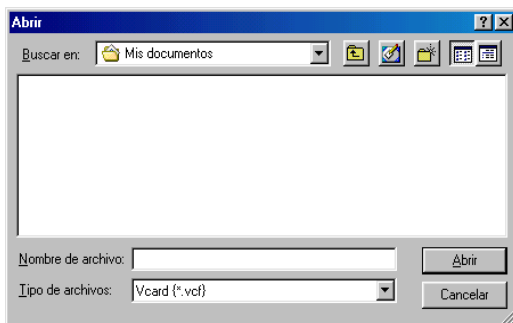 Abrir
Buscar en: Mis documentos
Nombre de archivo: Abrir
Tipo de archivos: Vcard {*.vcf} Cancelar